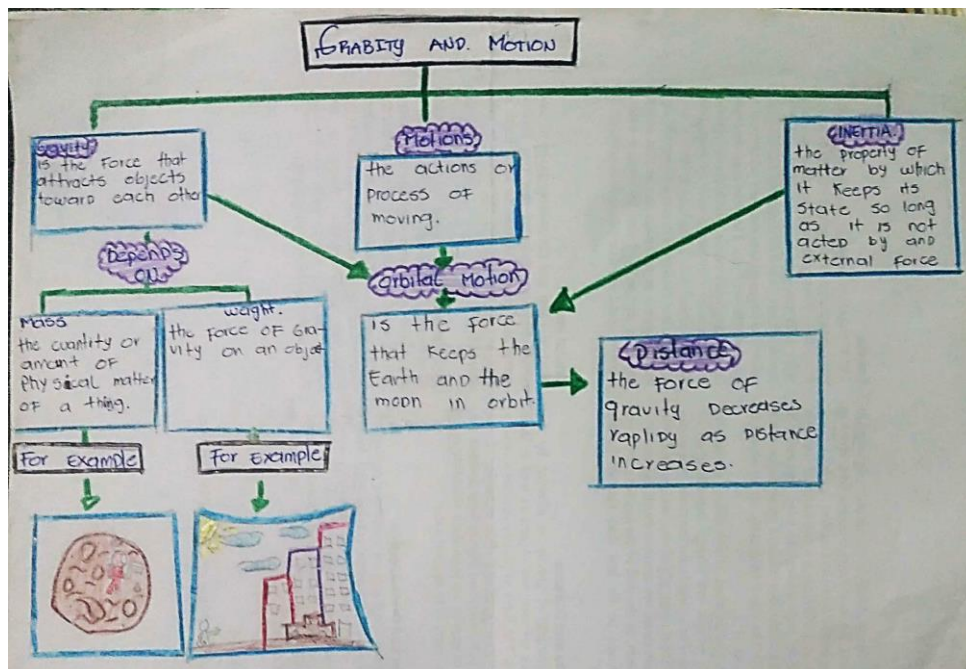 GRABITY AND. MOTION
Gravity
is the Force that
attracts objects
toward each other
Motions
the actions or
process of
moving.
INERTIA.
the property of
matter by which
it keeps its
state so long
as it is not
acted by and
external force
Depends
ON
Orbital Motion
Mass
the cuantity or
amount of
Physical matter
of a thing.
Waght.
the Force of Gra-
vity on an object
is the force
that keeps the
Earth and the
moon in orbit.
Distance
the Force of
gravity Decreases
raplidy as Distance
increases.
For Example
For Example